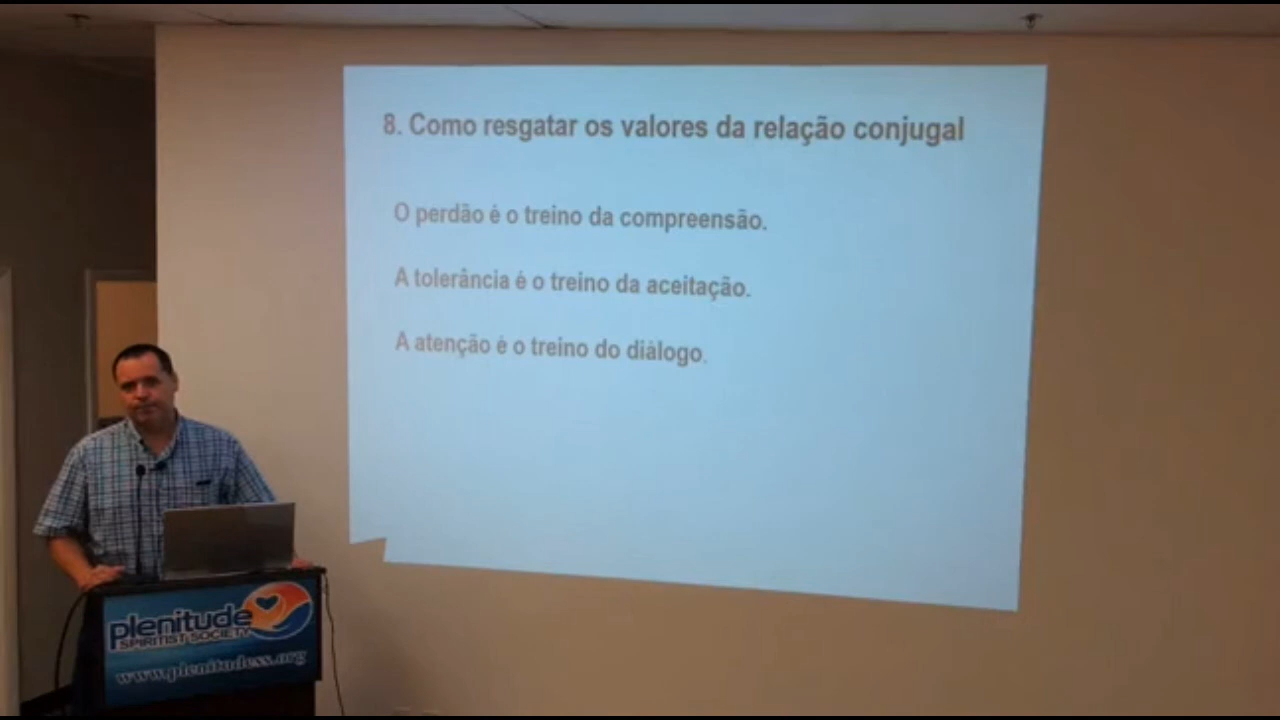 8. Como resgatar os valores da relação conjugal
O perdão é o treino da compreensão.
A tolerância é o treino da aceitação.
A atenção é o treino do diálogo.
plenitude
SPIRITIST SOCIETY
www.plenitudess.org